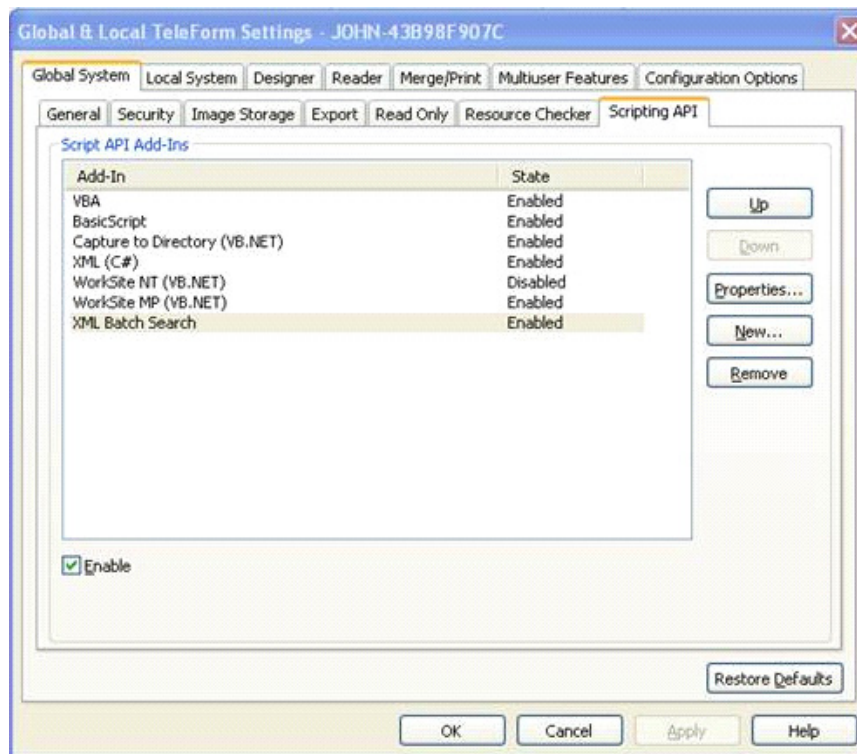 Global & Local TeleForm Settings - JOHN-43B98F907C
Global System Local System Designer Reader Merge/Print Multiuser Features Configuration Options
General Security Image Storage Export Read Only Resource Checker Scripting API
Script API Add-Ins
Add-In State
VBA Enabled
BasicScript Enabled
Capture to Directory (VB.NET) Enabled
XML (C#) Enabled
WorkSite NT (VB.NET) Disabled
WorkSite MP (VB.NET) Enabled
XML Batch Search Enabled
Up
Down
Properties...
New...
Remove
Enable
Restore Defaults
OK Cancel Apply Help